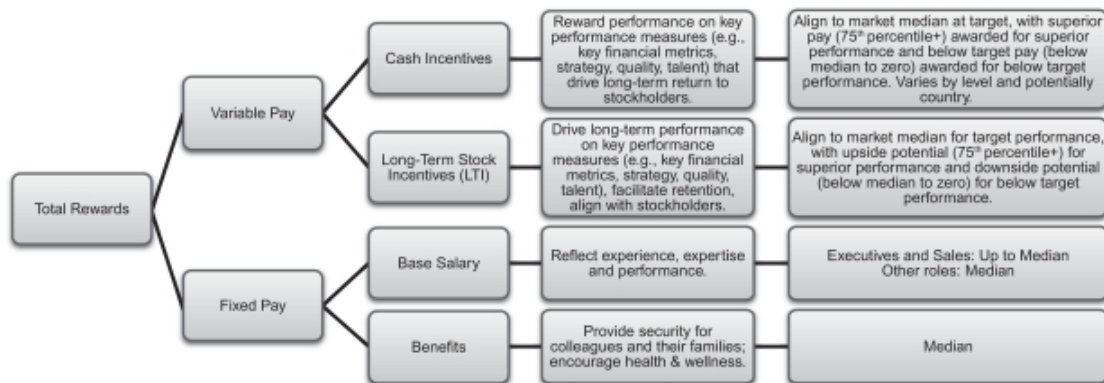 Total Rewards
Variable Pay
Cash Incentives
Reward performance on key
performance measures (e.g.,
key financial metrics,
strategy, quality, talent) that
drive long-term return to
stockholders.
Align to market median at target, with superior
pay (75th percentile+) awarded for superior
performance and below target pay (below
median to zero) awarded for below target
performance. Varies by level and potentially
country.
Long-Term Stock
Incentives (LTI)
Drive long-term performance
on key performance
measures (e.g., key financial
metrics, strategy, quality,
talent), facilitate retention,
align with stockholders.
Align to market median for target performance,
with upside potential (75th percentile+) for
superior performance and downside potential
(below median to zero) for below target
performance.
Fixed Pay
Base Salary
Reflect experience, expertise
and performance.
Executives and Sales: Up to Median
Other roles: Median
Benefits
Provide security for
colleagues and their families;
encourage health & wellness.
Median